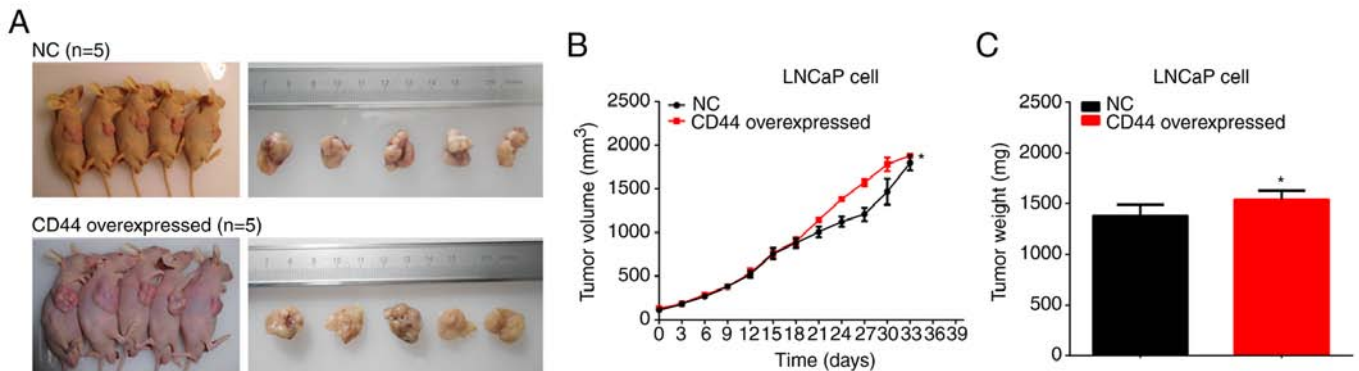 A
NC (n=5)
CD44 overexpressed (n=5)
B
LNCaP cell
NC
CD44 overexpressed
Tumor volume (mm³)
2500
2000
1500
1000
500
0
*
0 3 6 9 12 15 18 21 24 27 30 33 36 39
Time (days)
C
LNCaP cell
NC
CD44 overexpressed
Tumor weight (mg)
2500
2000
1500
1000
500
0
*